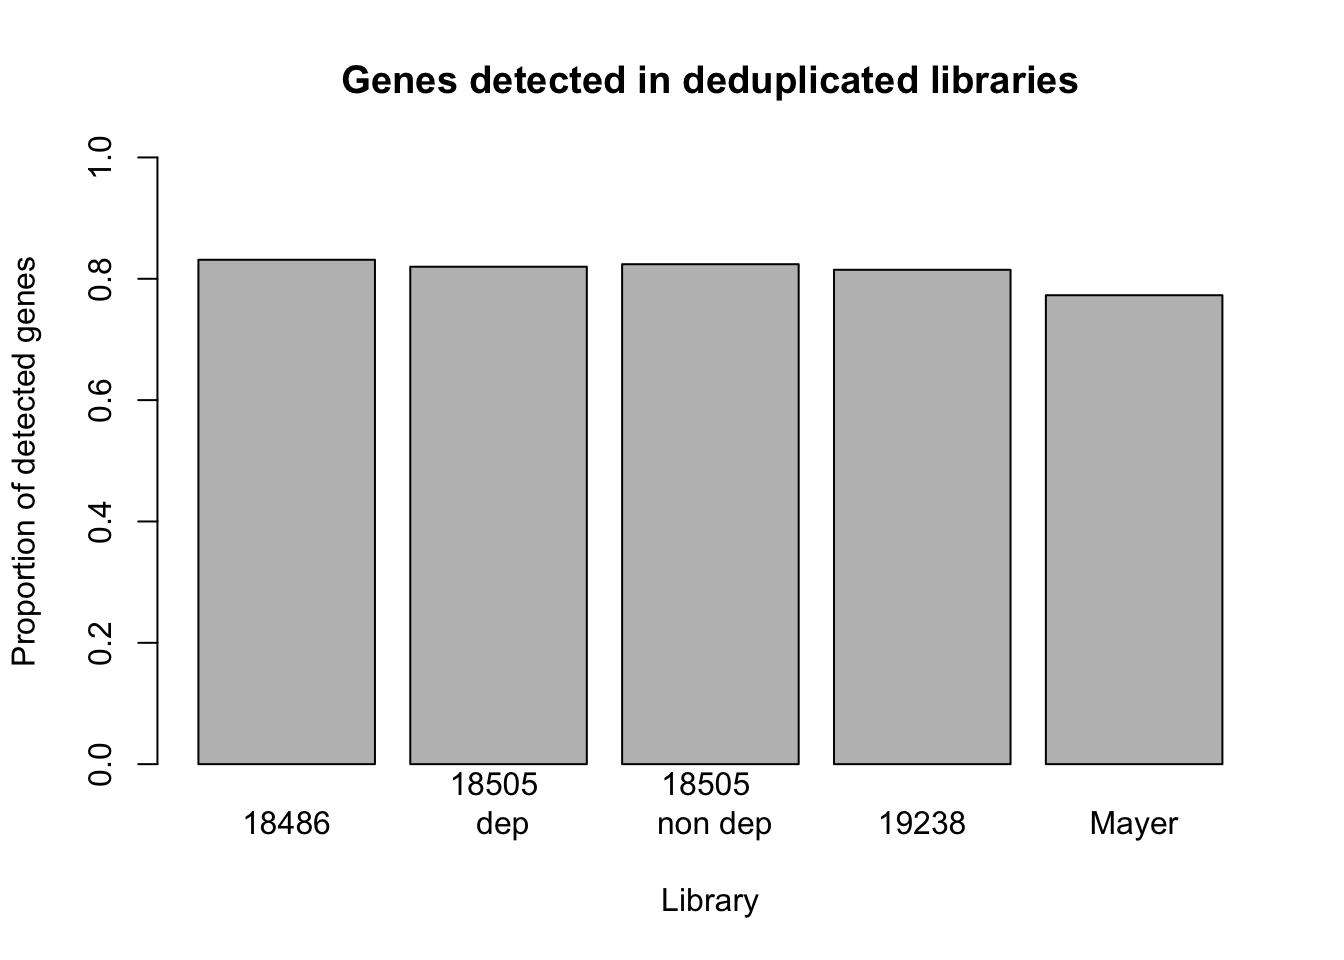 Genes detected in deduplicated libraries
Proportion of detected genes
1.0
0.8
0.6
0.4
0.2
0.0
18486
18505
dep
18505
non dep
19238
Mayer
Library